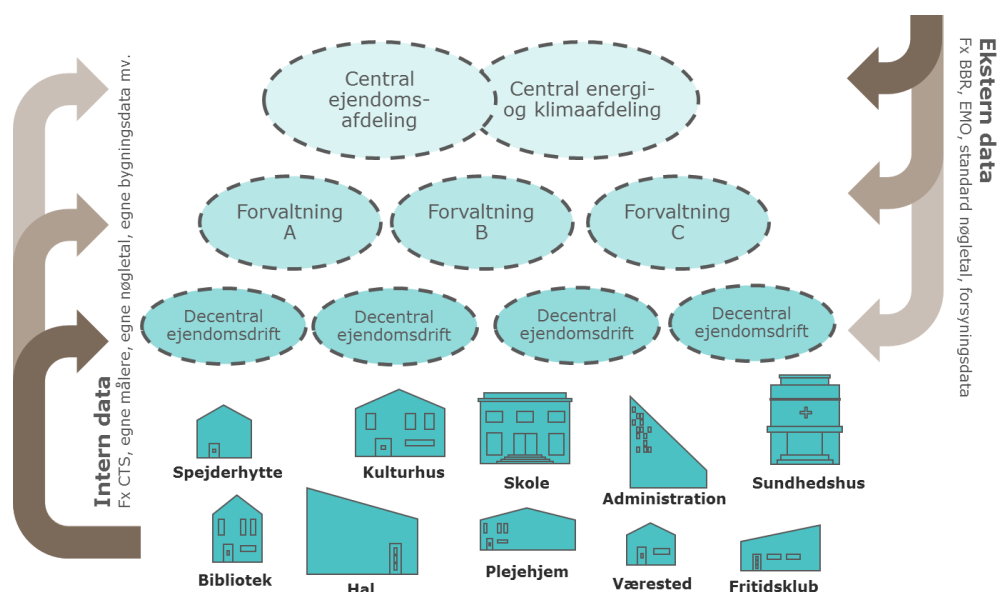 Central
ejendoms-
afdeling
Central energi-
og klimaafdeling
Forvaltning
A
Forvaltning
B
Forvaltning
C
Decentral
ejendomsdrift
Decentral
ejendomsdrift
Decentral
ejendomsdrift
Decentral
ejendomsdrift
Intern data
Fx CTS, egne målere, egne nøgletal, egne bygningsdata mv.
Ekstern data
Fx BBR, EMO, standard nøgletal, forsyningsdata
Spejderhytte
Kulturhus
Skole
Administration
Sundhedshus
Bibliotek
Hal
Plejehjem
Værested
Fritidsklub